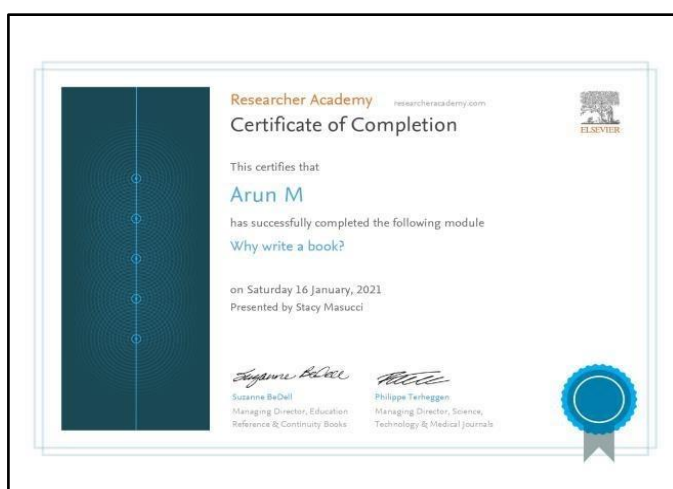 Researcher Academy researcheracademy.com
Certificate of Completion
ELSEVIER
This certifies that
Arun M
has successfully completed the following module
Why write a book?
on Saturday 16 January, 2021
Presented by Stacy Masucci
Suzanne BeDell
Suzanne BeDell
Managing Director, Education
Reference & Continuity Books
Philippe Terheggen
Managing Director, Science,
Technology & Medical Journals